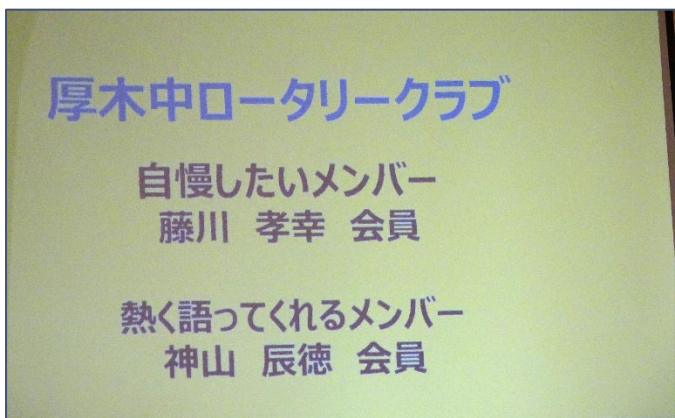 厚木中ロータリークラブ
自慢したいメンバー
藤川　孝幸　会員
熱く語ってくれるメンバー
神山　辰徳　会員